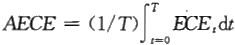 AECE = (1/T)∫_{t=0}^{T} ECE_t dt